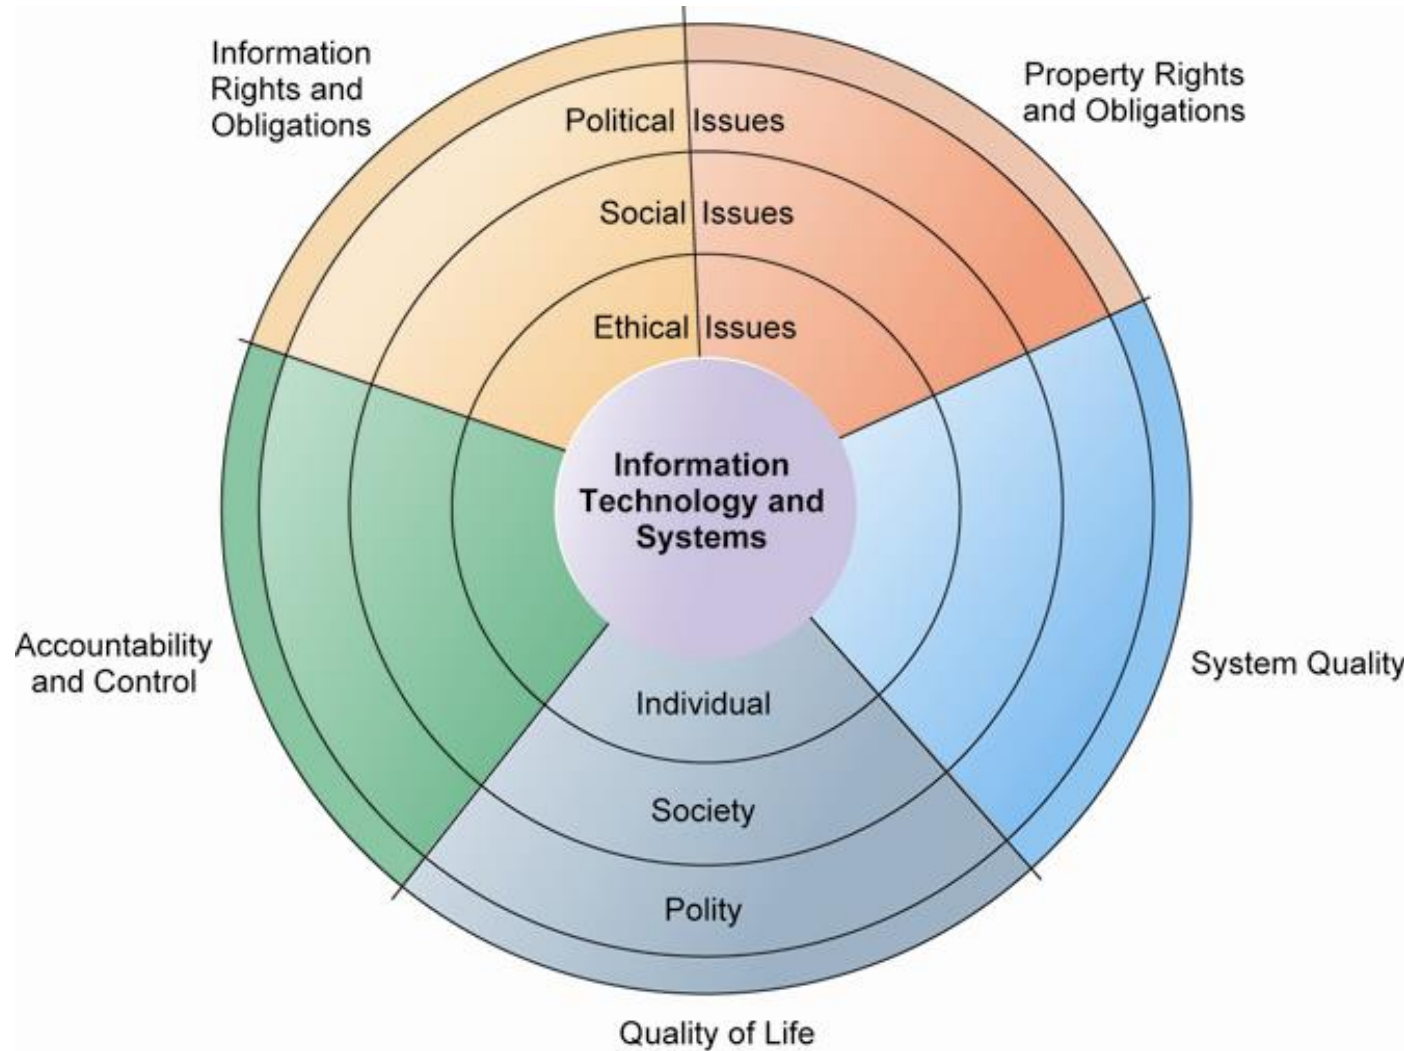 Information
Rights and
Obligations
Property Rights
and Obligations
Political Issues
Social Issues
Ethical Issues
Information
Technology and
Systems
Accountability
and Control
System Quality
Individual
Society
Polity
Quality of Life